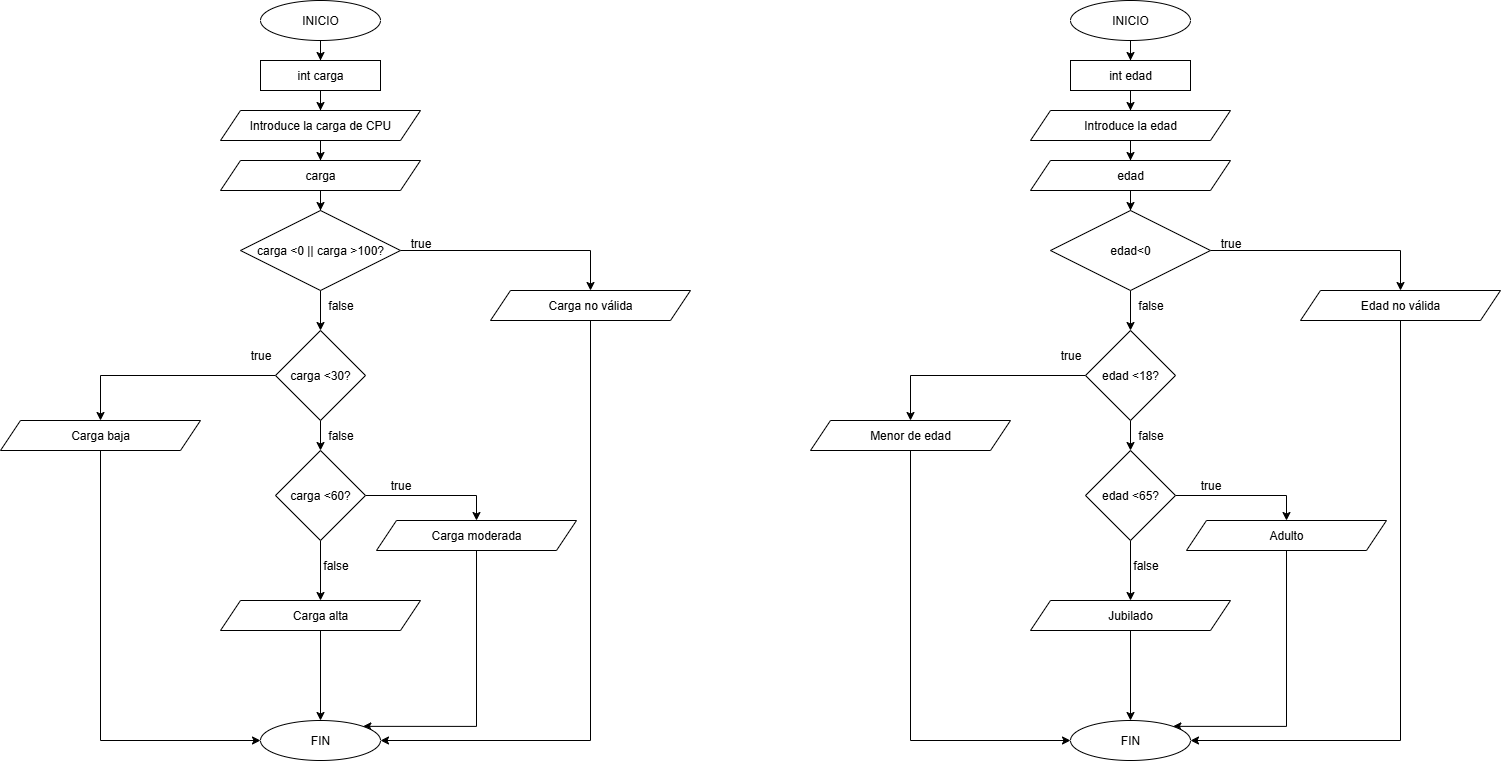 INICIO
int carga
Introduce la carga de CPU
carga
carga <0 || carga >100?
true
false
Carga no válida
true
carga <30?
false
Carga baja
carga <60?
true
Carga moderada
false
Carga alta
FIN
INICIO
int edad
Introduce la edad
edad
edad<0
true
false
Edad no válida
true
edad <18?
false
Menor de edad
edad <65?
true
Adulto
false
Jubilado
FIN